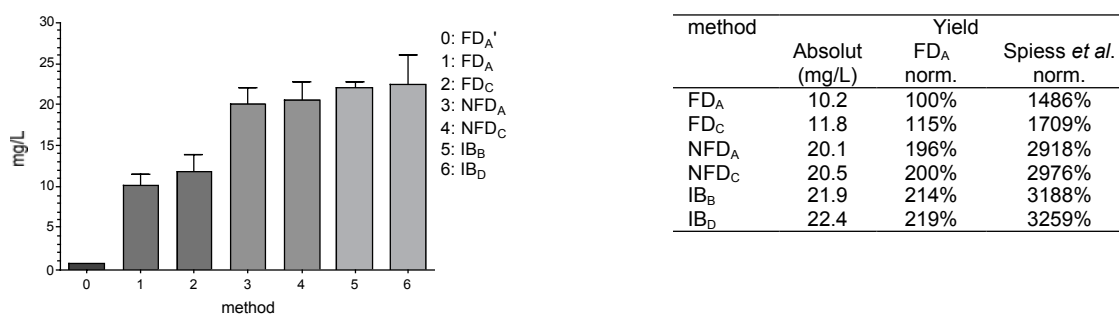 30
25
20
15
10
5
0
mg/L
0 1 2 3 4 5 6
method
0: FDA'
1: FDA
2: FDC
3: NFDA
4: NFDC
5: IBB
6: IBD
method Yield
Absolut FDA Spiess et al.
(mg/L) norm. norm.
FDA 10.2 100% 1486%
FDC 11.8 115% 1709%
NFDA 20.1 196% 2918%
NFDC 20.5 200% 2976%
IBB 21.9 214% 3188%
IBD 22.4 219% 3259%